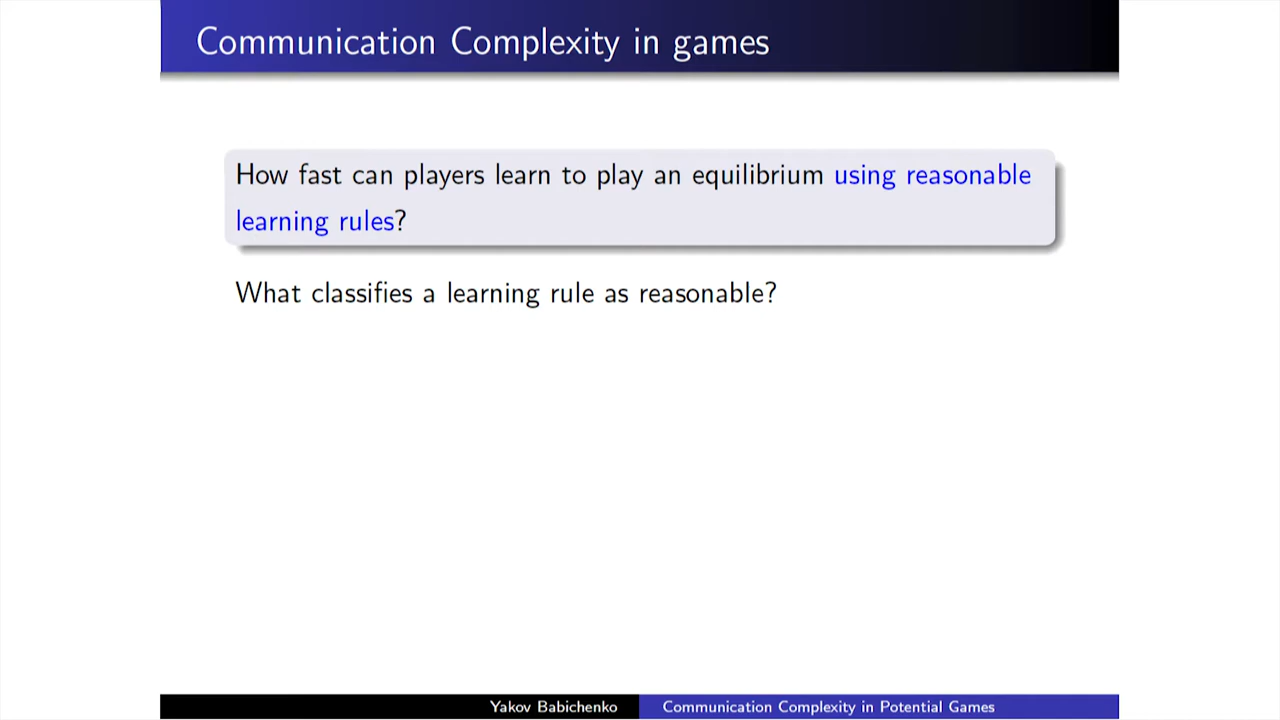 Communication Complexity in games
How fast can players learn to play an equilibrium using reasonable
learning rules?
What classifies a learning rule as reasonable?
Yakov Babichenko
Communication Complexity in Potential Games